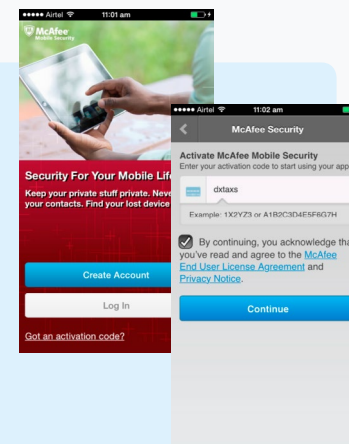 Airtel 11:01 am
McAfee
Mobile Security
Security For Your Mobile Life
Keep your private stuff private. Neve
your contacts. Find your lost device
Create Account
Log In
Got an activation code?
Airtel 11:02 am
McAfee Security
Activate McAfee Mobile Security
Enter your activation code to start using your app
dxtaxs
Example: 1X2YZ3 or A1B2C3D4E5F6G7H
By continuing, you acknowledge tha
you've read and agree to the McAfee
End User License Agreement and
Privacy Notice.
Continue